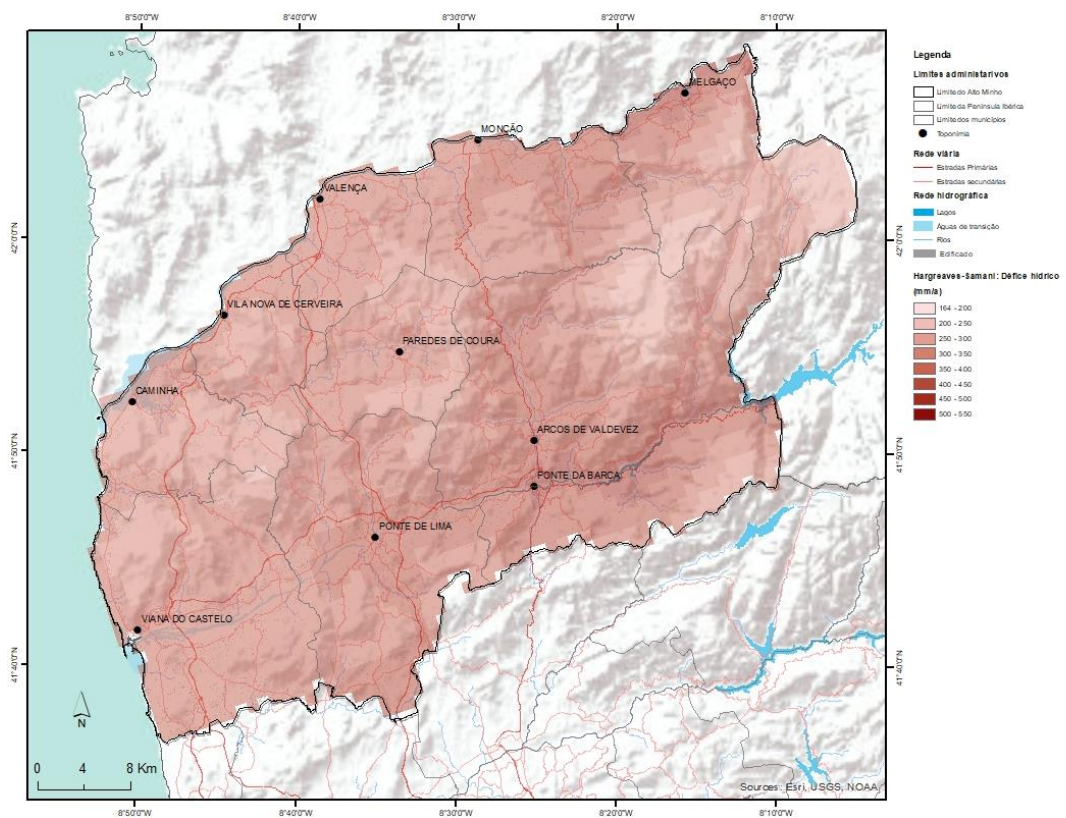 8°50'0"W 8°40'0"W 8°30'0"W 8°20'0"W 8°10'0"W
MELGAÇO
MONÇÃO
VALENÇA
42°0'0"N 42°0'0"N
VILA NOVA DE CERVEIRA
PAREDES DE COURA
CAMINHA
ARCOS DE VALDEVEZ
41°50'0"N 41°50'0"N
PONTE DA BARCA
PONTE DE LIMA
VIANA DO CASTELO
41°40'0"N 41°40'0"N
N
0 4 8 Km
Sources: Esri, USGS, NOAA
8°50'0"W 8°40'0"W 8°30'0"W 8°20'0"W 8°10'0"W
Legenda
Limites administrativos
Limite do Alto Minho
Limite da Península Ibérica
Limite dos municípios
Toponímia
Rede viária
Estradas Primárias
Estradas secundárias
Rede hidrográfica
Lagos
Águas de transição
Rios
Edificado
Hargreaves-Samani: Défice hídrico
(mm/a)
164 - 200
200 - 250
250 - 300
300 - 350
350 - 400
400 - 450
450 - 500
500 - 550